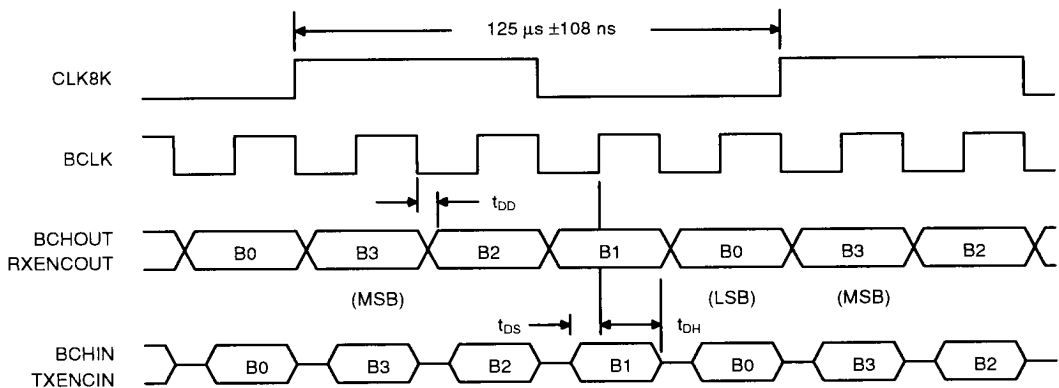 125 μs ±108 ns
CLK8K
BCLK
tDD
BCHOUT
RXENCOUT
B0 B3 B2 B1 B0 B3 B2
(MSB) (LSB) (MSB)
tDS tDH
BCHIN
TXENCIN
B0 B3 B2 B1 B0 B3 B2